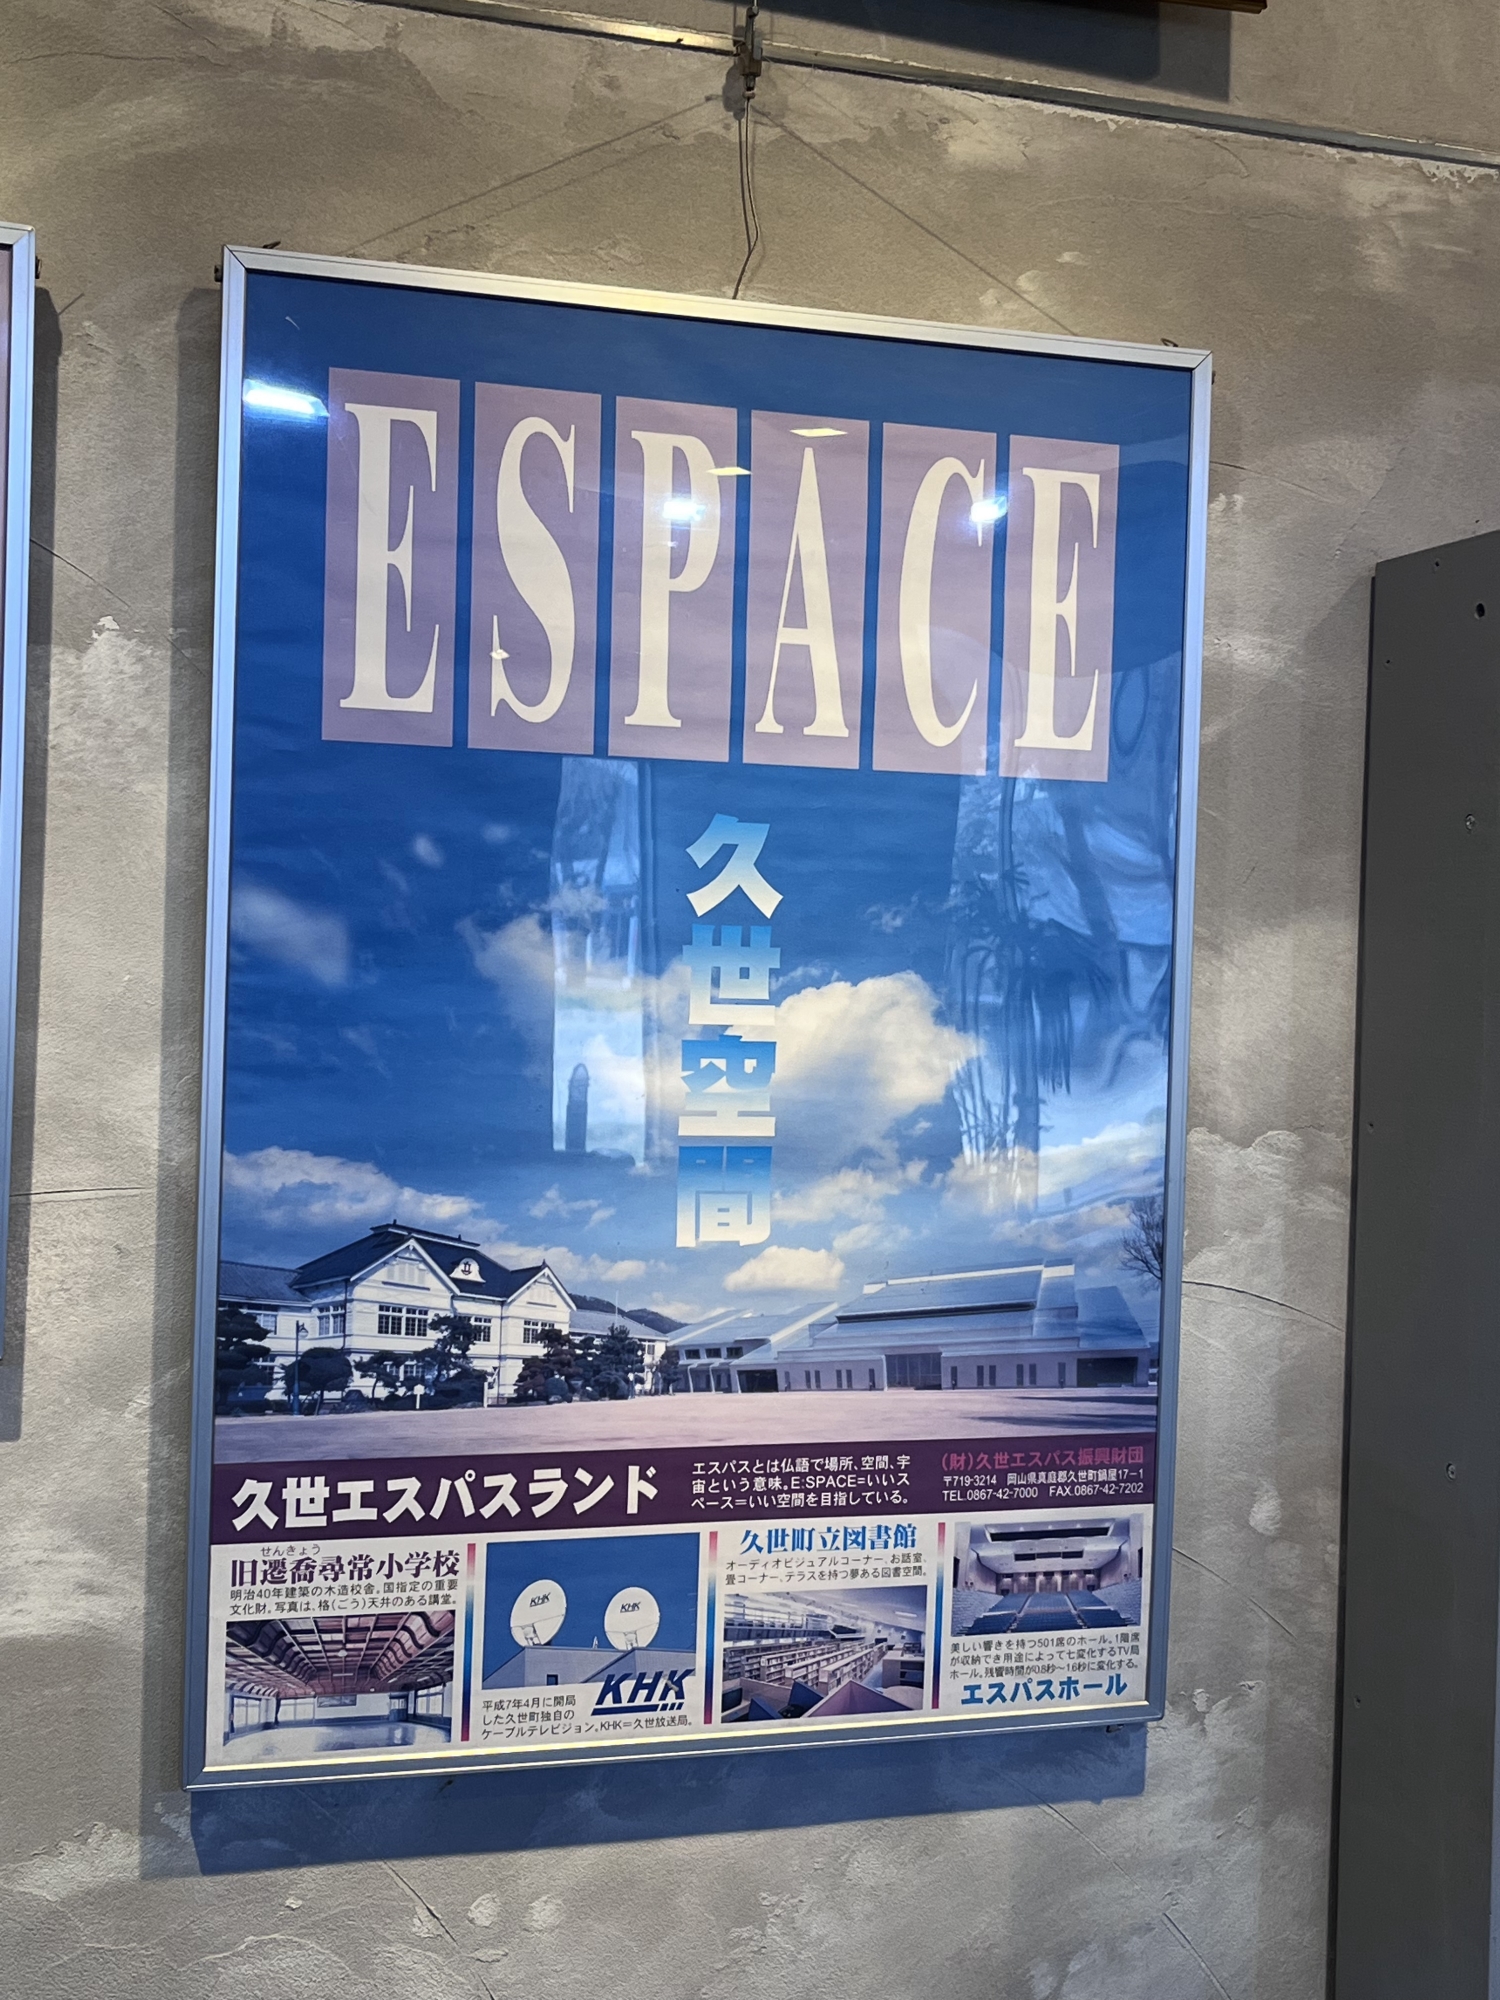 ESPACE
久世空間
久世エスパスランド
エスパスとは仏語で場所、空間、宇
宙という意味。E:SPACE=いいス
ペース=いい空間を目指している。
(財)久世エスパス振興財団
〒719-3214 岡山県真庭郡久世町鍋屋17-1
TEL.0867-42-7000 FAX.0867-42-7202
せんきょう
旧遷喬尋常小学校
明治40年建築の木造校舎。国指定の重要
文化財。写真は、格(ごう)天井のある講堂。
KHK
KHK
KHK
平成7年4月に開局
した久世町独自の
ケーブルテレビジョン。KHK=久世放送局。
久世町立図書館
オーディオビジュアルコーナー、お話室、
畳コーナー、テラスを持つ夢ある図書空間。
美しい響きを持つ501席のホール。1階席
が収納でき用途によって七変化するTV局
ホール。残響時間が0.8秒〜1.6秒に変化する。
エスパスホール